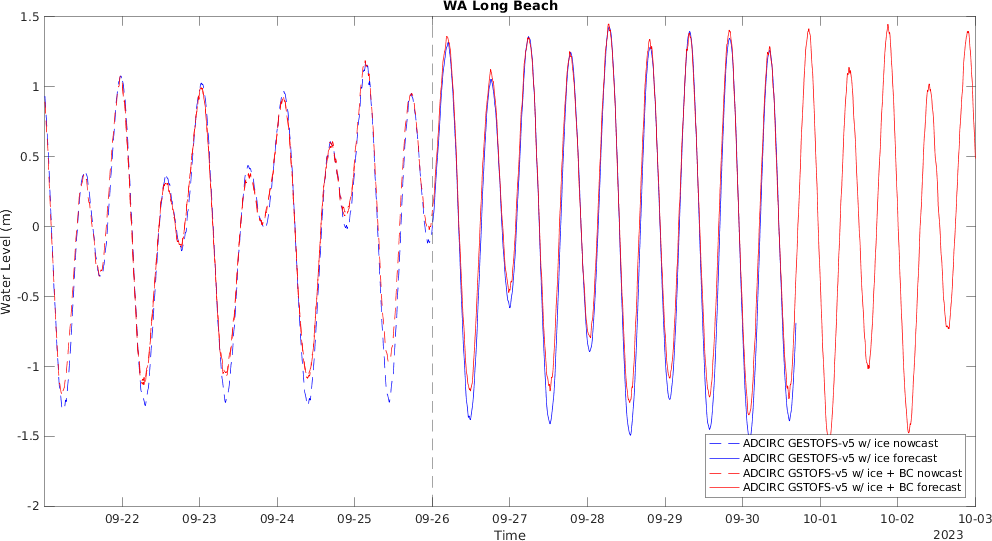 WA Long Beach
1.5
1
0.5
0
-0.5
-1
-1.5
-2
Water Level (m)
ADCIRC GESTOFS-v5 w/ ice nowcast
ADCIRC GESTOFS-v5 w/ ice forecast
ADCIRC GSTOFS-v5 w/ ice + BC nowcast
ADCIRC GSTOFS-v5 w/ ice + BC forecast
09-22 09-23 09-24 09-25 09-26 09-27 09-28 09-29 09-30 10-01 10-02 10-03
Time
2023